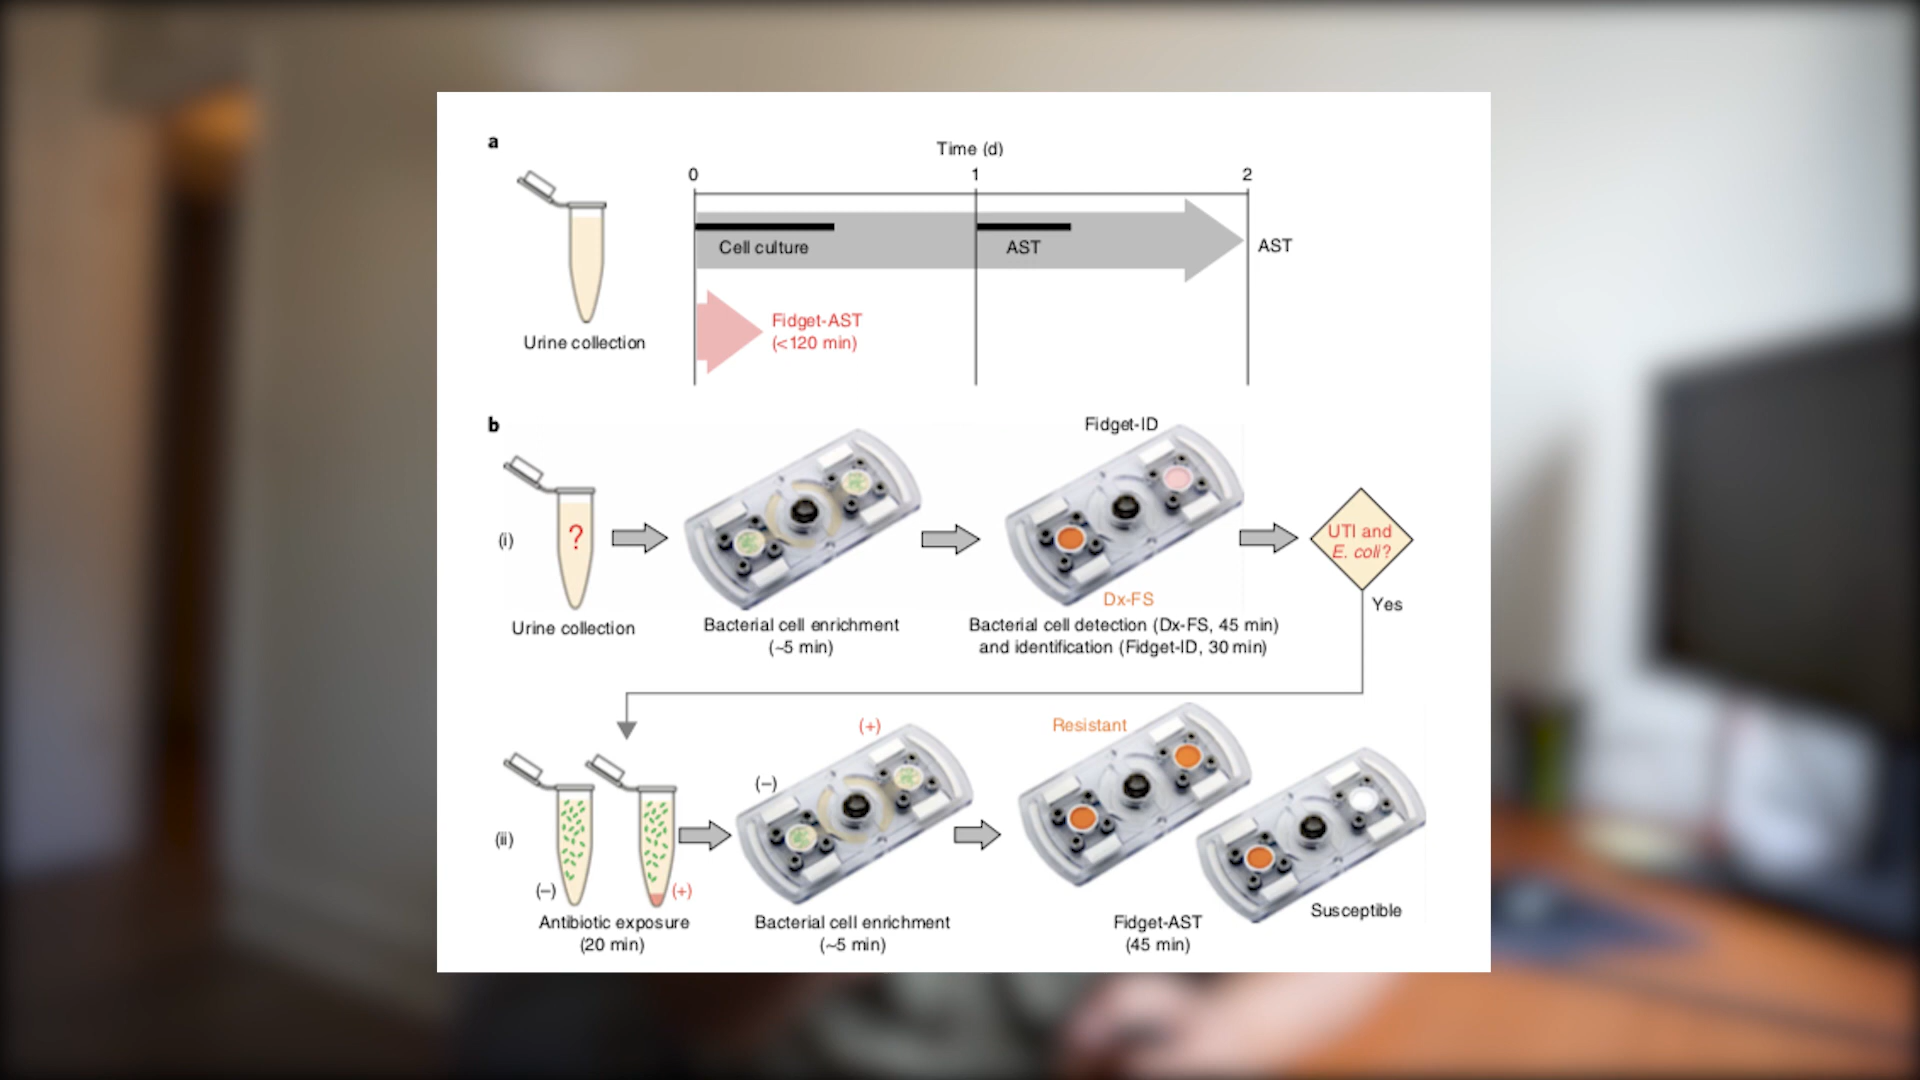 a
Time (d)
0
1
2
Cell culture
AST
AST
Fidget-AST
(<120 min)
Urine collection
b
Fidget-ID
(i)
?
UTI and
E. coli?
Dx-FS
Yes
Urine collection
Bacterial cell enrichment
(~5 min)
Bacterial cell detection (Dx-FS, 45 min)
and identification (Fidget-ID, 30 min)
(+)
Resistant
(–)
(ii)
(–)
(+)
Antibiotic exposure
(20 min)
Bacterial cell enrichment
(~5 min)
Fidget-AST
(45 min)
Susceptible